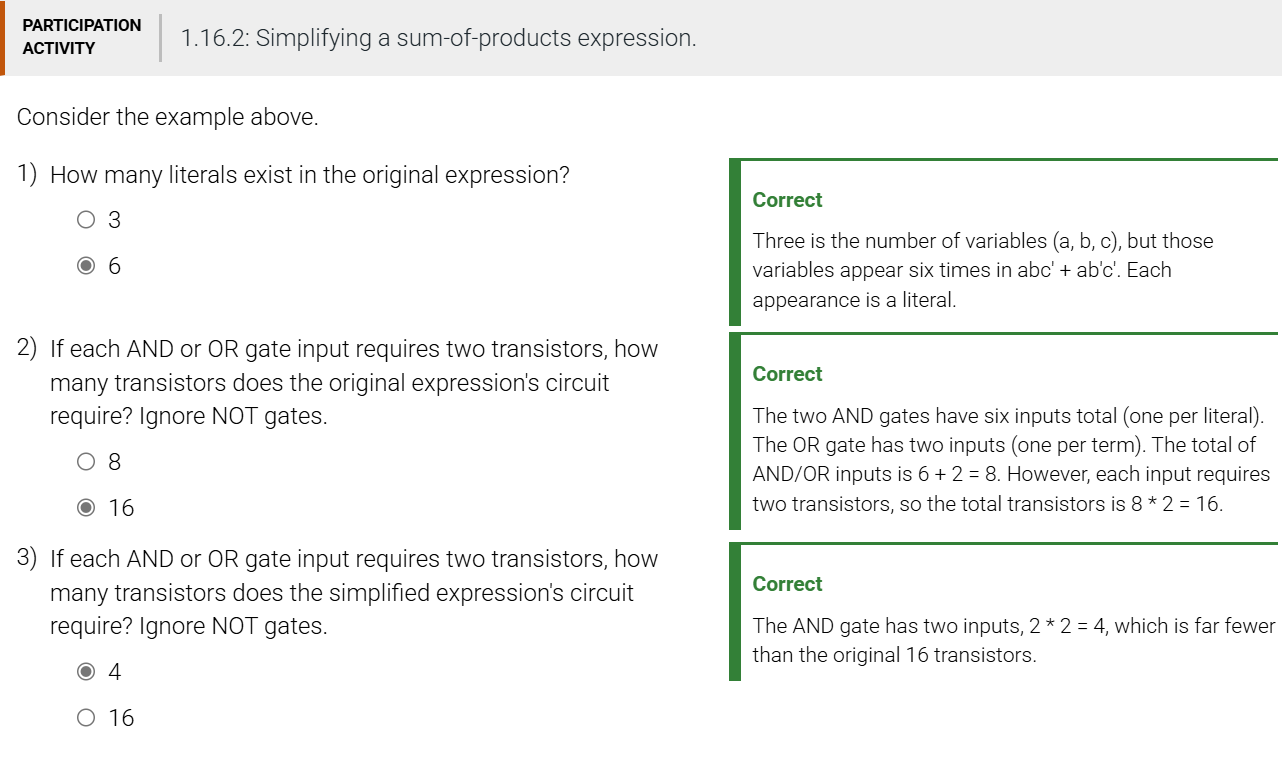 PARTICIPATION
ACTIVITY
1.16.2: Simplifying a sum-of-products expression.
Consider the example above.
1) How many literals exist in the original expression?
3
6
Correct
Three is the number of variables (a, b, c), but those
variables appear six times in abc' + ab'c'. Each
appearance is a literal.
2) If each AND or OR gate input requires two transistors, how
many transistors does the original expression's circuit
require? Ignore NOT gates.
8
16
Correct
The two AND gates have six inputs total (one per literal).
The OR gate has two inputs (one per term). The total of
AND/OR inputs is 6 + 2 = 8. However, each input requires
two transistors, so the total transistors is 8 * 2 = 16.
3) If each AND or OR gate input requires two transistors, how
many transistors does the simplified expression's circuit
require? Ignore NOT gates.
4
16
Correct
The AND gate has two inputs, 2 * 2 = 4, which is far fewer
than the original 16 transistors.